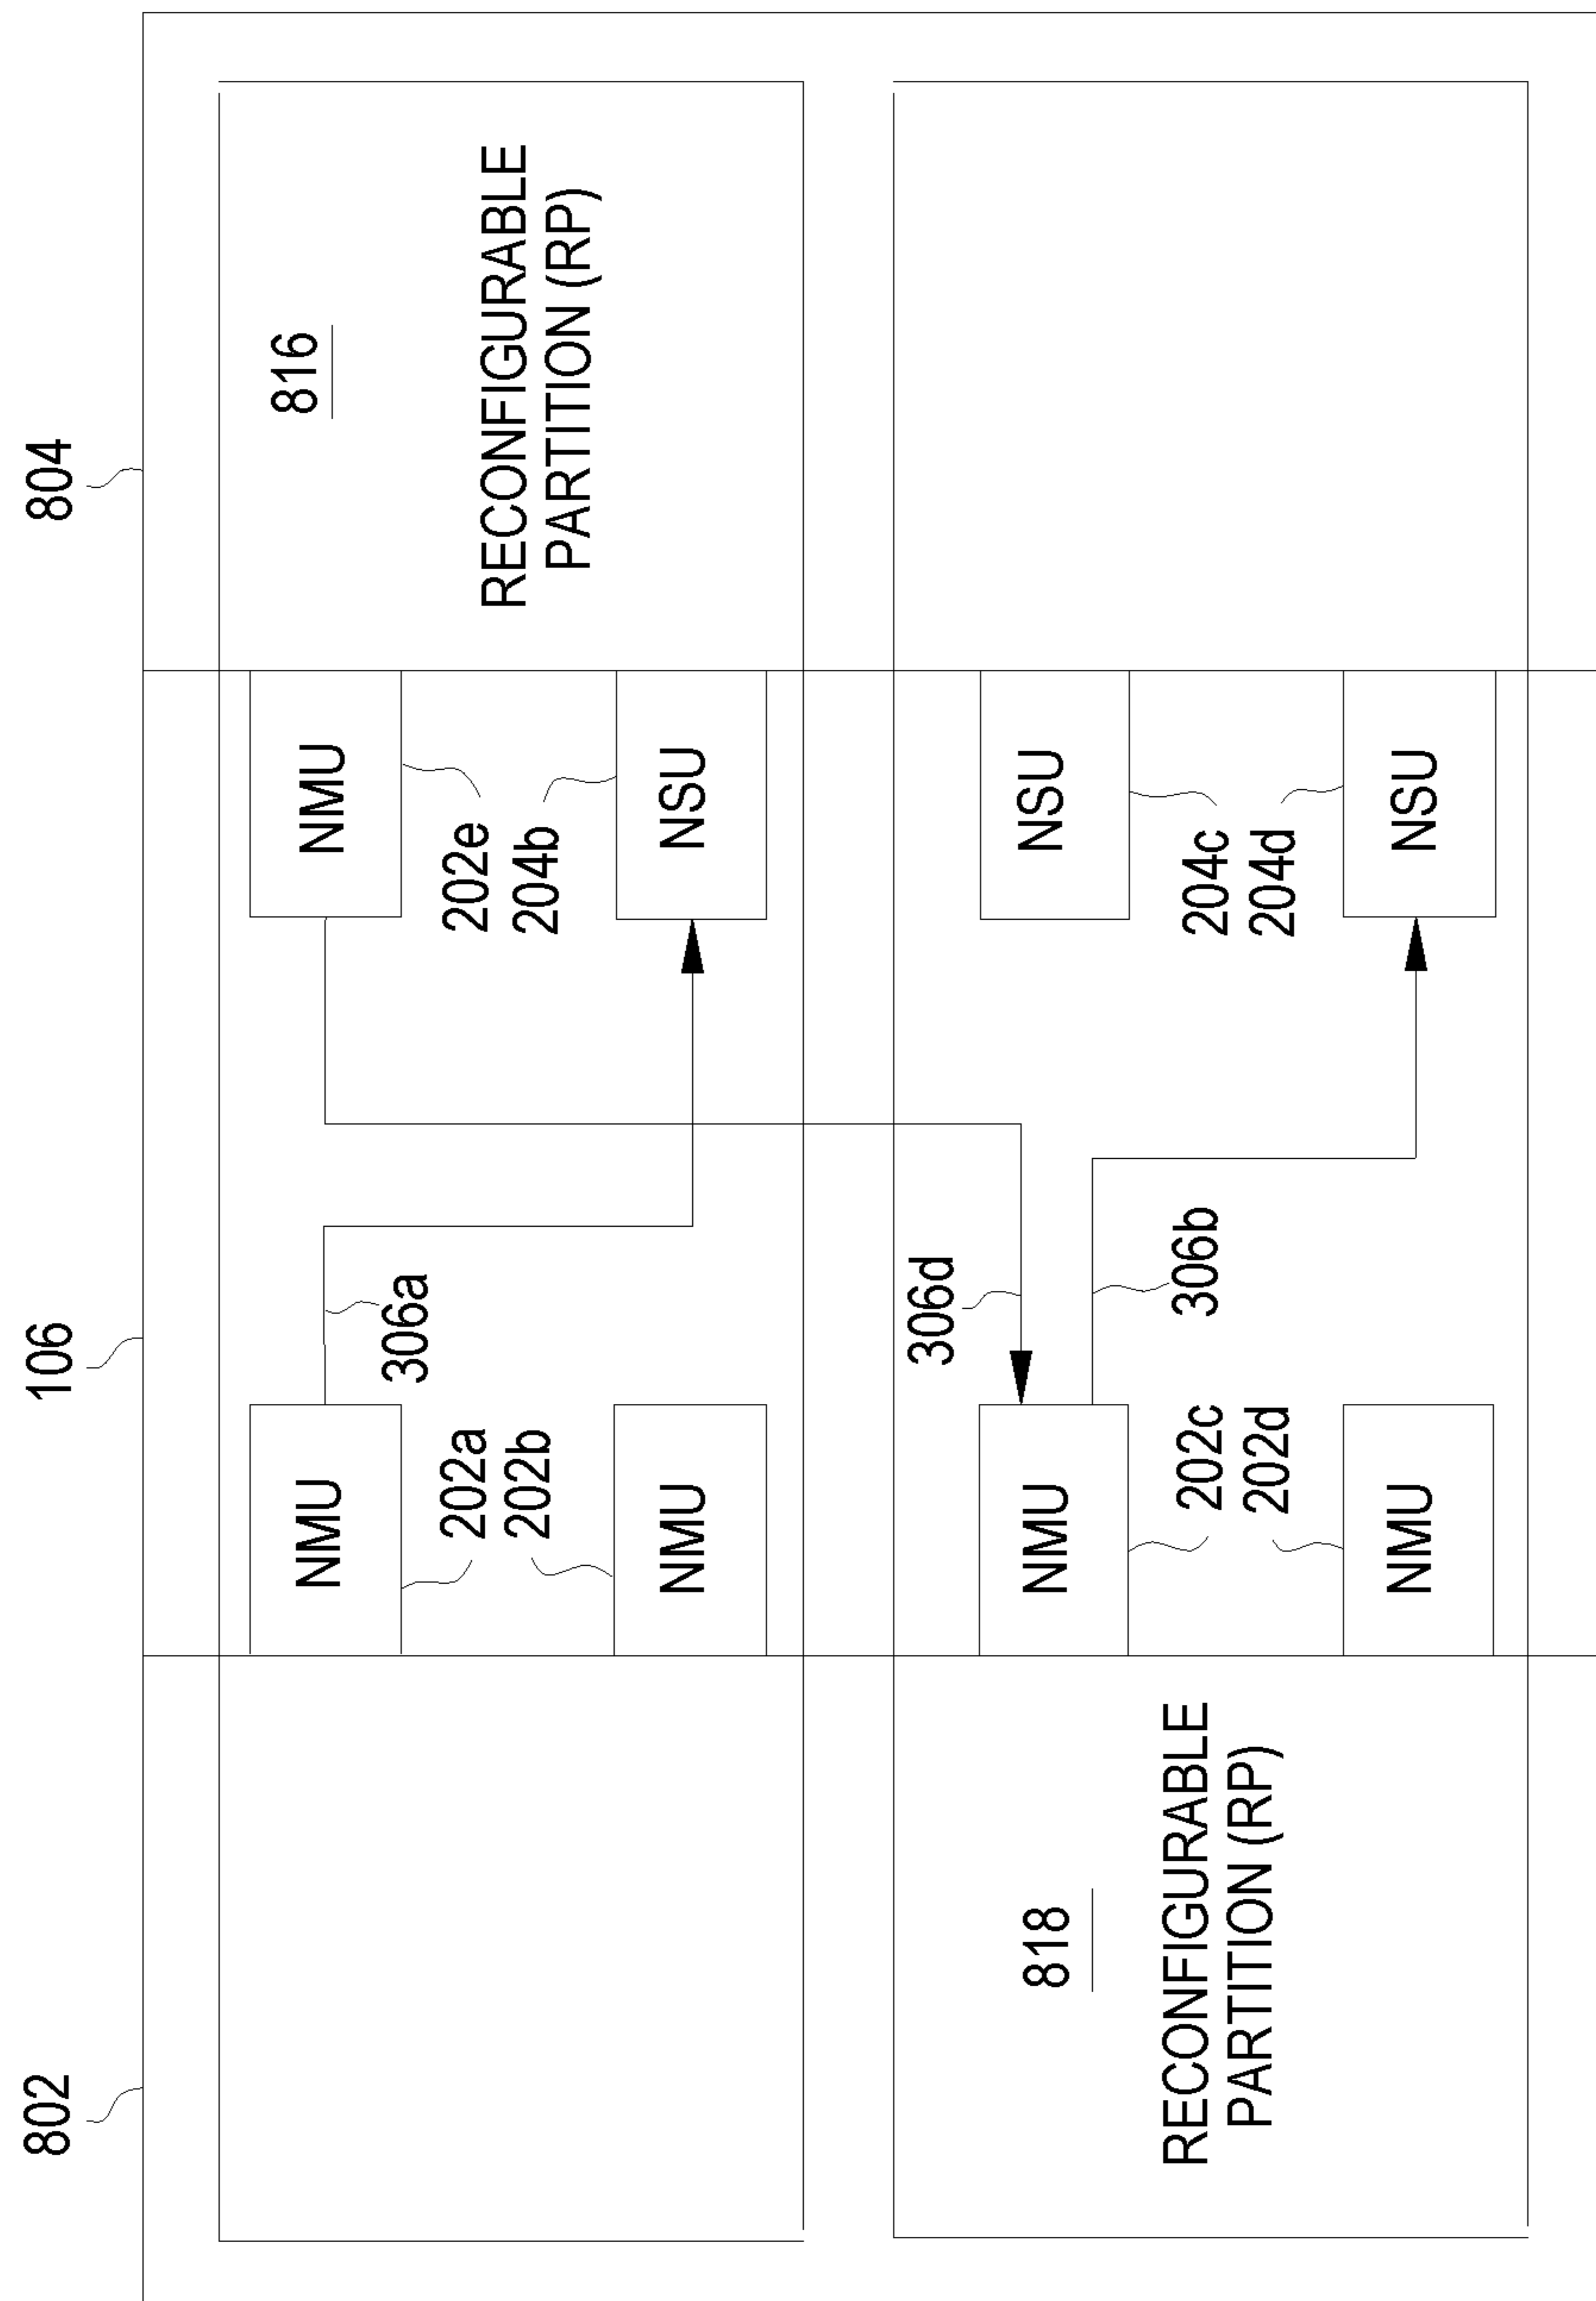 802
106
804
816
NMU
NMU
306a
202a
202e
RECONFIGURABLE
PARTITION (RP)
202b
204b
NMU
NSU
306d
818
NMU
NSU
306b
RECONFIGURABLE
PARTITION (RP)
202c
204c
202d
204d
NMU
NSU